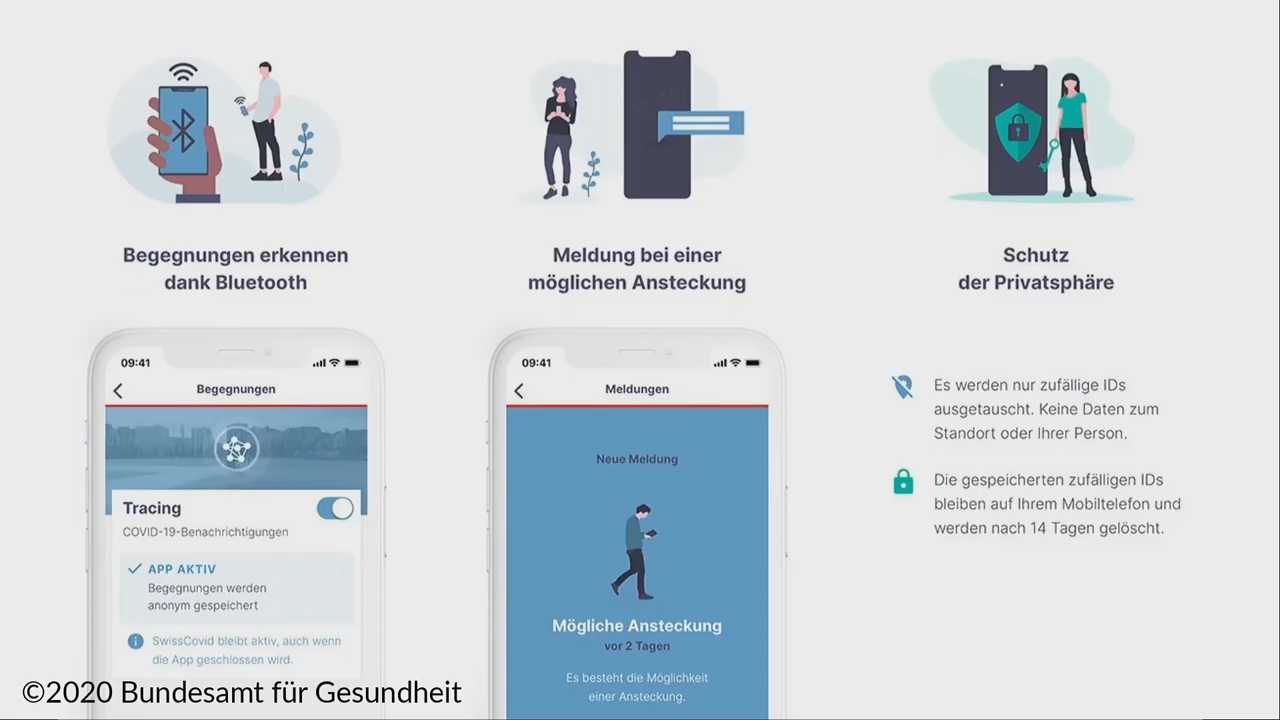 Begegnungen erkennen
dank Bluetooth
Meldung bei einer
möglichen Ansteckung
Schutz
der Privatsphäre
09:41
Begegnungen
Tracing
COVID-19-Benachrichtigungen
APP AKTIV
Begegnungen werden
anonym gespeichert
SwissCovid bleibt aktiv, auch wenn
die App geschlossen wird.
09:41
Meldungen
Neue Meldung
Mögliche Ansteckung
vor 2 Tagen
Es besteht die Möglichkeit
einer Ansteckung.
Es werden nur zufällige IDs
ausgetauscht. Keine Daten zum
Standort oder Ihrer Person.
Die gespeicherten zufälligen IDs
bleiben auf Ihrem Mobiltelefon und
werden nach 14 Tagen gelöscht.
©2020 Bundesamt für Gesundheit